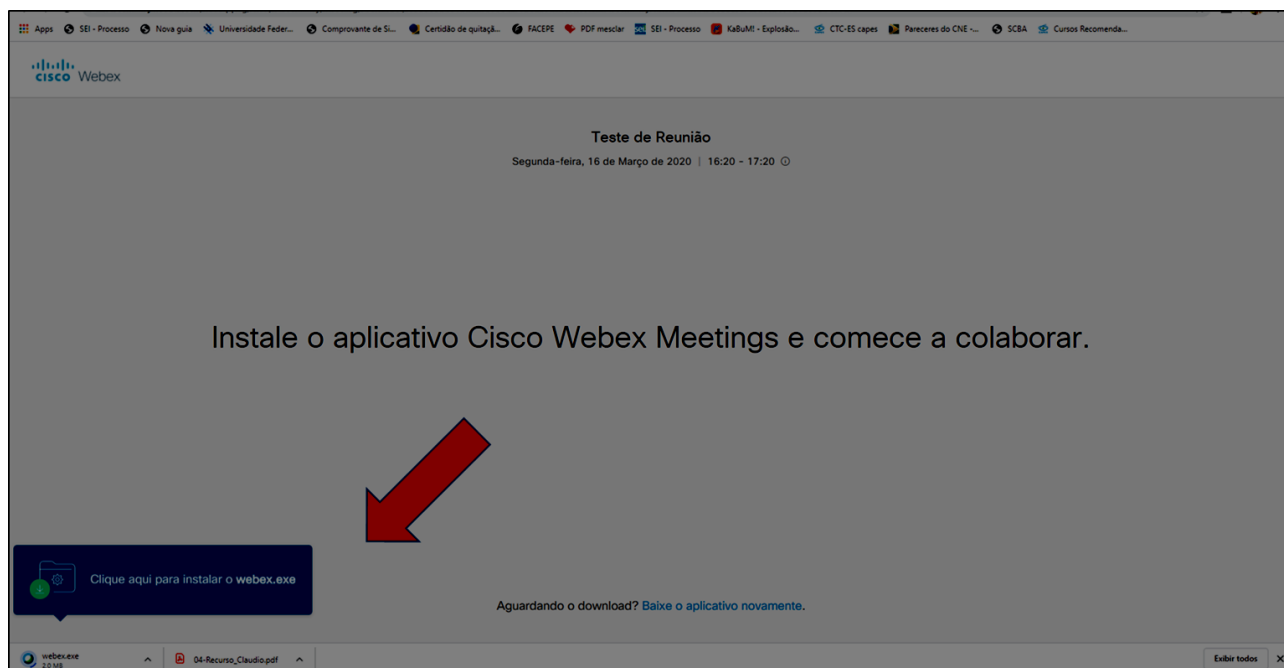 Apps SEI - Processo Nova guia Universidade Feder... Comprovante de Si... Certidão de quitaçã... FACEPE PDF mesclar SEI - Processo KaBuM! - Explosão... CTC-ES capes Pareceres do CNE -... SCBA Cursos Recomenda...
CISCO Webex
Teste de Reunião
Segunda-feira, 16 de Março de 2020 | 16:20 - 17:20
Instale o aplicativo Cisco Webex Meetings e comece a colaborar.
Clique aqui para instalar o webex.exe
Aguardando o download? Baixe o aplicativo novamente.
webex.exe 04-Recurso_Claudio.pdf Exibir todos
2.0 MB